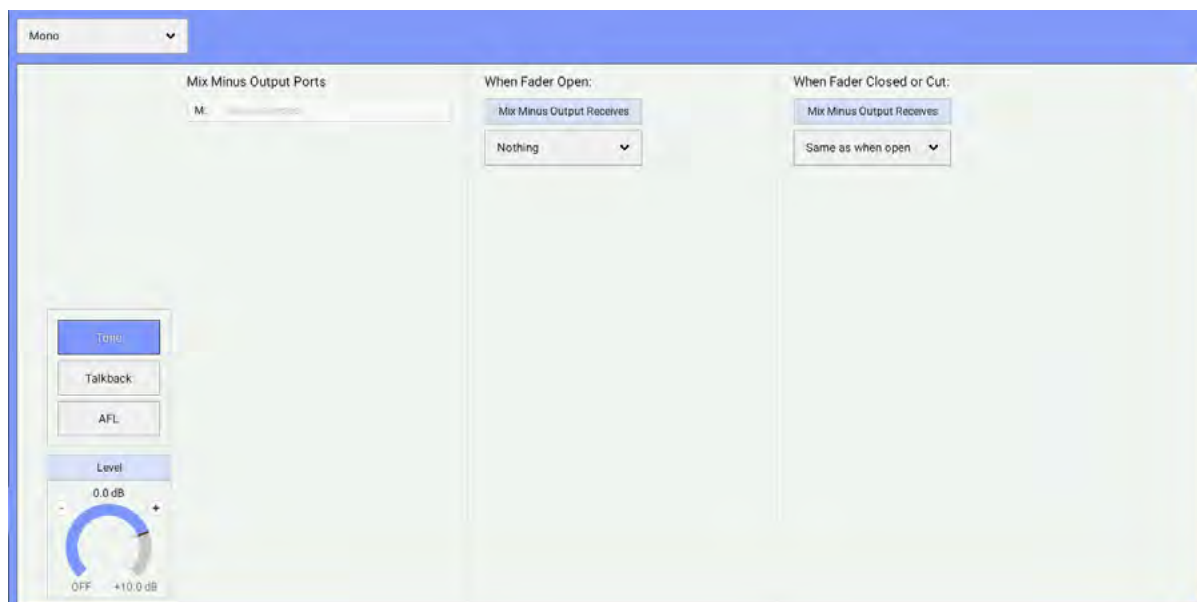 Mono
Mix Minus Output Ports
M:
When Fader Open:
Mix Minus Output Receives
Nothing
When Fader Closed or Cut:
Mix Minus Output Receives
Same as when open
Tone
Talkback
AFL
Level
0.0 dB
- +
OFF +10.0 dB